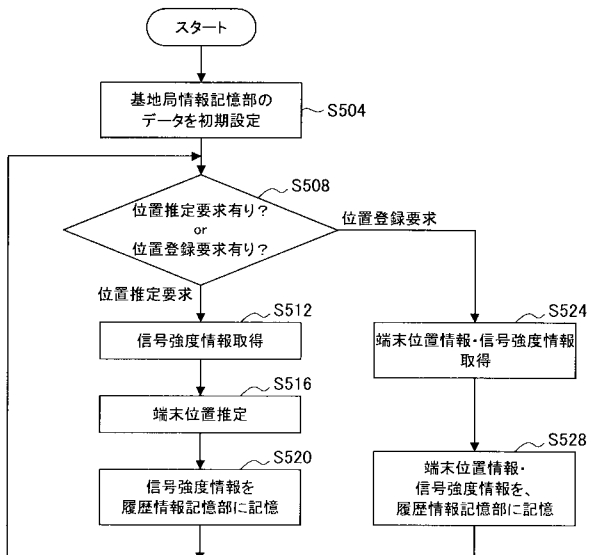 スタート
基地局情報記憶部の
データを初期設定
S504
S508
位置推定要求有り?
or
位置登録要求有り?
位置登録要求
位置推定要求
S512
信号強度情報取得
S524
端末位置情報・信号強度情報
取得
S516
端末位置推定
S520
信号強度情報を
履歴情報記憶部に記憶
S528
端末位置情報・
信号強度情報を、
履歴情報記憶部に記憶